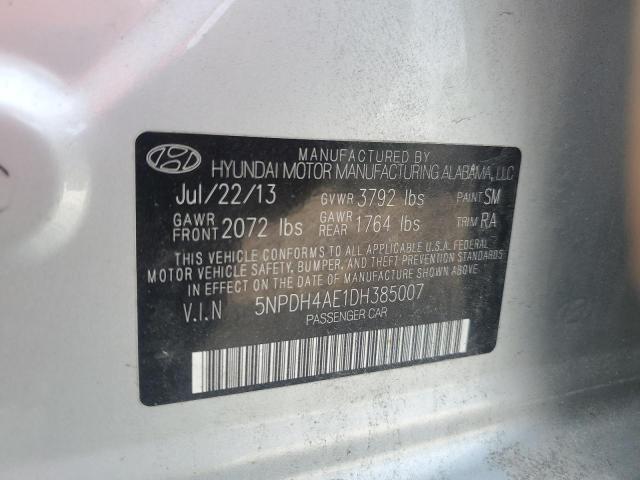 MANUFACTURED BY
HYUNDAI MOTOR MANUFACTURING ALABAMA, LLC
Jul/22/13 GVWR 3792 lbs PAINT SM
GAWR FRONT 2072 lbs GAWR REAR 1764 lbs TRIM RA
THIS VEHICLE CONFORMS TO ALL APPLICABLE U.S.A. FEDERAL
MOTOR VEHICLE SAFETY, BUMPER, AND THEFT PREVENTION STANDARDS
IN EFFECT ON THE DATE OF MANUFACTURE SHOWN ABOVE.
V.I.N 5NPDH4AE1DH385007
PASSENGER CAR